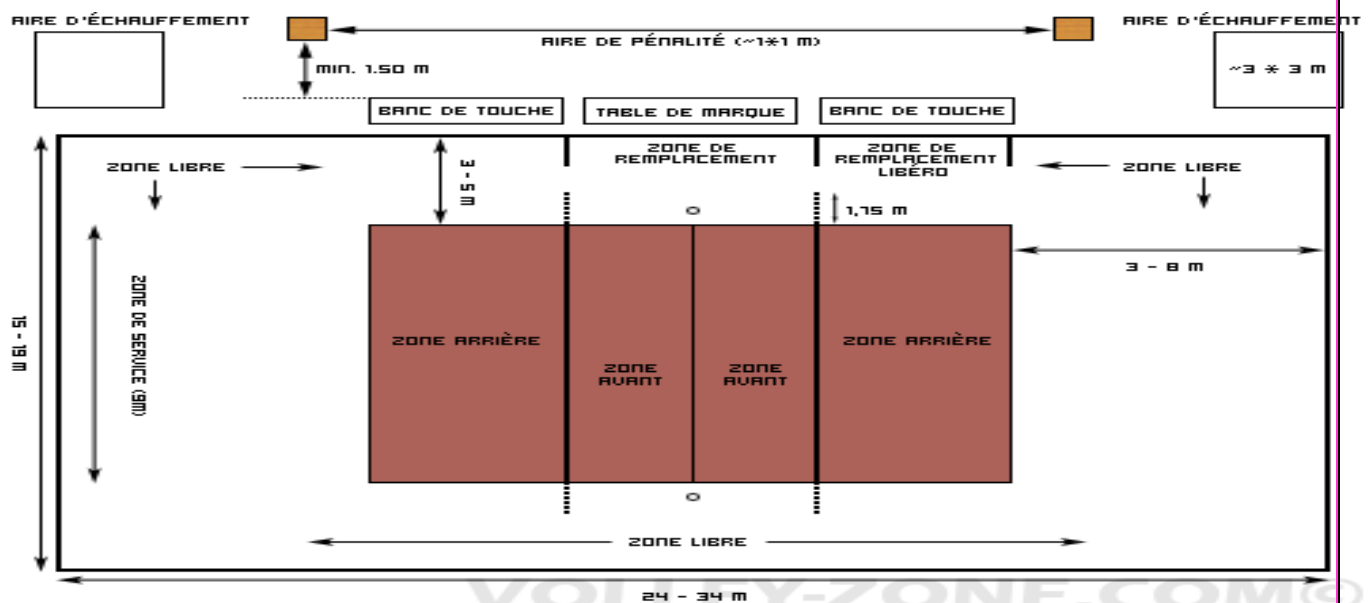 AIRE D'ÉCHAUFFEMENT
AIRE D'ÉCHAUFFEMENT
AIRE DE PÉNALITÉ (~1*1 M)
MIN. 1.50 M
~3 * 3 M
BANC DE TOUCHE
TABLE DE MARQUE
BANC DE TOUCHE
ZONE LIBRE
3 - 5 M
ZONE DE
REMPLACEMENT
ZONE DE
REMPLACEMENT
LIBÉRO
ZONE LIBRE
1,75 M
3 - 8 M
15 - 19 M
ZONE DE SERVICE (9M)
ZONE ARRIÈRE
ZONE
AVANT
ZONE
AVANT
ZONE ARRIÈRE
ZONE LIBRE
24 - 34 M
VOLLEY-ZONE.COM©